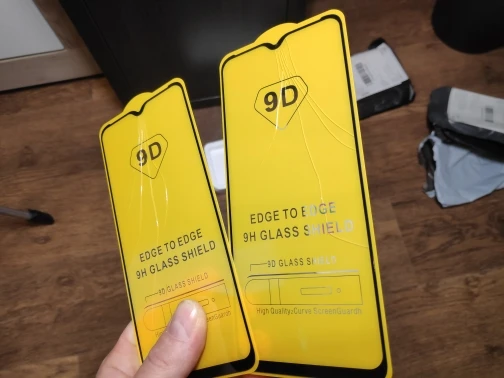 9D
EDGE TO EDGE
9H GLASS SHIELD
9D GLASS SHIELD
9D
EDGE TO EDGE
9H GLASS SHIELD
9D GLASS SHIELD
High Quality:Curve ScreenGuards